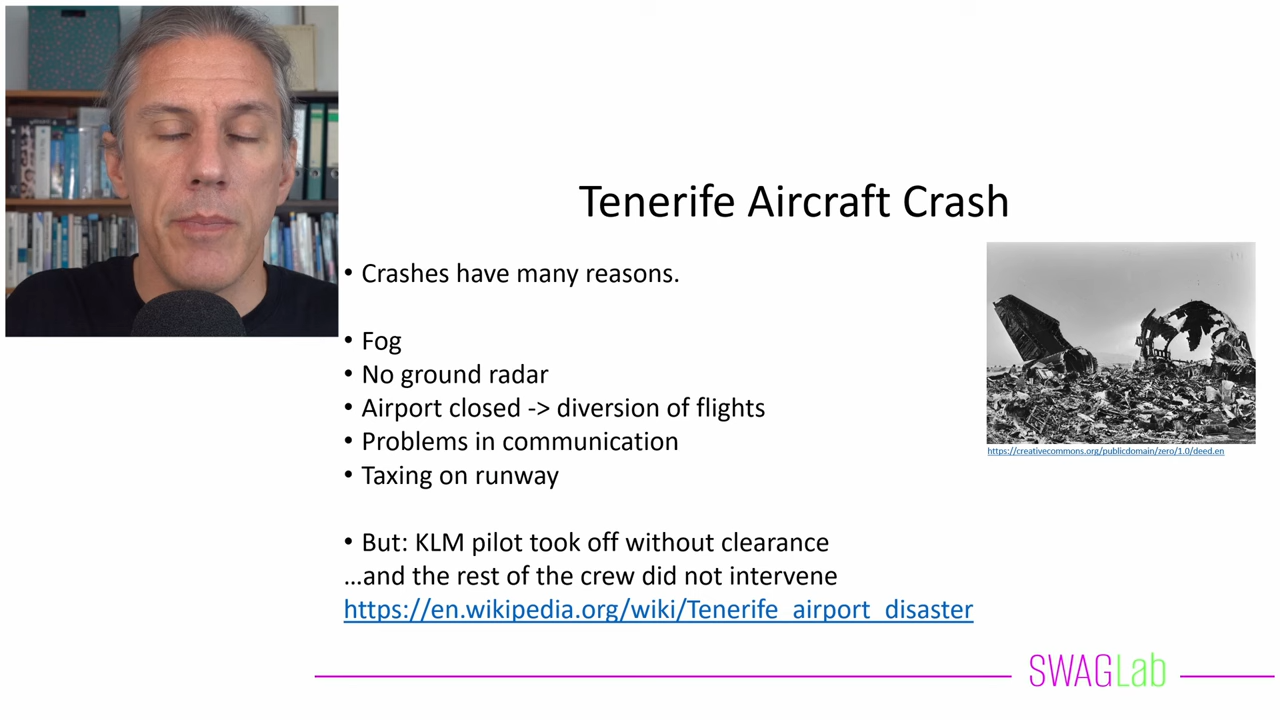 Tenerife Aircraft Crash
• Crashes have many reasons.
• Fog
• No ground radar
• Airport closed -> diversion of flights
• Problems in communication
• Taxing on runway
• But: KLM pilot took off without clearance
...and the rest of the crew did not intervene
https://en.wikipedia.org/wiki/Tenerife_airport_disaster
https://creativecommons.org/publicdomain/zero/1.0/deed.en
SWAGLab